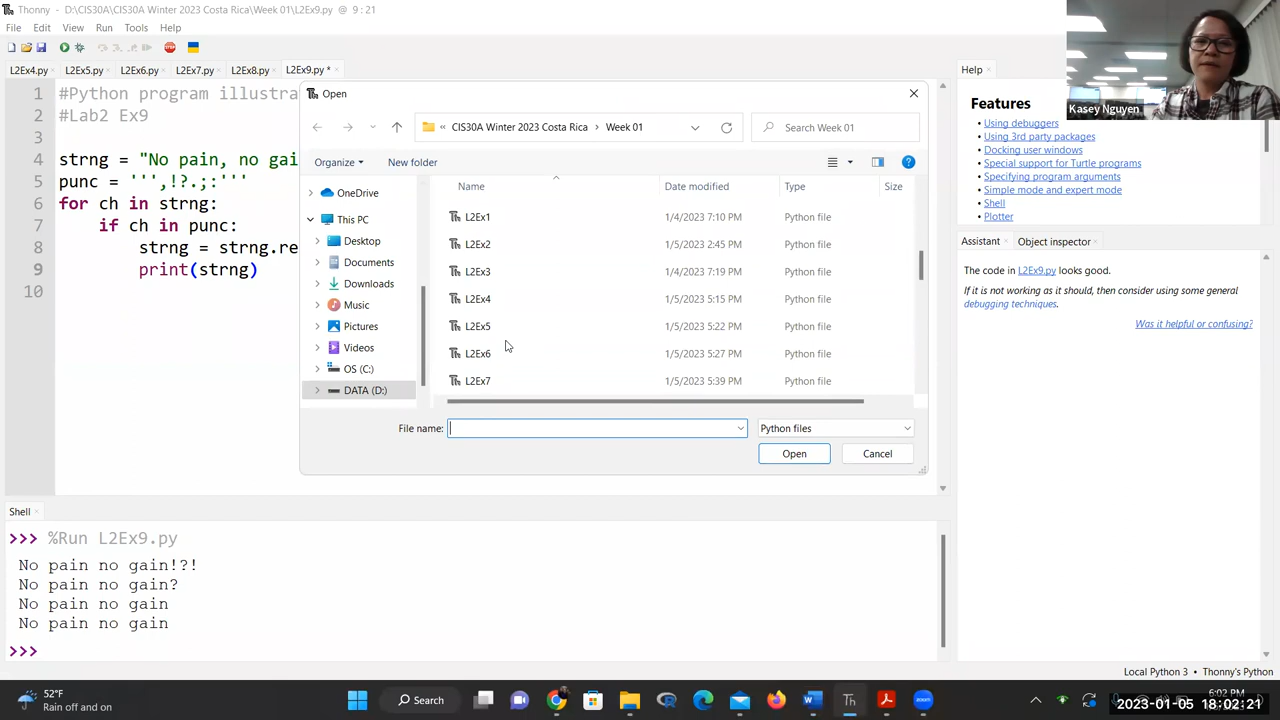 Thonny - D:\CIS30A\CIS30A Winter 2023 Costa Rica\Week 01\L2Ex9.py @ 9 : 21
File Edit View Run Tools Help
L2Ex4.py L2Ex5.py L2Ex6.py L2Ex7.py L2Ex8.py L2Ex9.py *
1 #Python program illustra
2 #Lab2 Ex9
3
4 strng = "No pain, no gai
5 punc = ''',!?.;:'''
6 for ch in strng:
7 if ch in punc:
8 strng = strng.re
9 print(strng)
10
Open
« CIS30A Winter 2023 Costa Rica › Week 01
Search Week 01
Organize New folder
Name Date modified Type Size
OneDrive
This PC
Desktop
Documents
Downloads
Music
Pictures
Videos
OS (C:)
DATA (D:)
L2Ex1 1/4/2023 7:10 PM Python file
L2Ex2 1/5/2023 2:45 PM Python file
L2Ex3 1/4/2023 7:19 PM Python file
L2Ex4 1/5/2023 5:15 PM Python file
L2Ex5 1/5/2023 5:22 PM Python file
L2Ex6 1/5/2023 5:27 PM Python file
L2Ex7 1/5/2023 5:39 PM Python file
File name: Python files
Open Cancel
Kasey Nguyen
Help
Features
• Using debuggers
• Using 3rd party packages
• Docking user windows
• Special support for Turtle programs
• Specifying program arguments
• Simple mode and expert mode
• Shell
• Plotter
Assistant Object inspector
The code in L2Ex9.py looks good.
If it is not working as it should, then consider using some general
debugging techniques.
Was it helpful or confusing?
Shell
>>> %Run L2Ex9.py
No pain no gain!?!
No pain no gain?
No pain no gain
No pain no gain
>>>
Local Python 3 • Thonny's Python
52°F
Rain off and on
Search
6:02 PM
2023-01-05 18:02:21